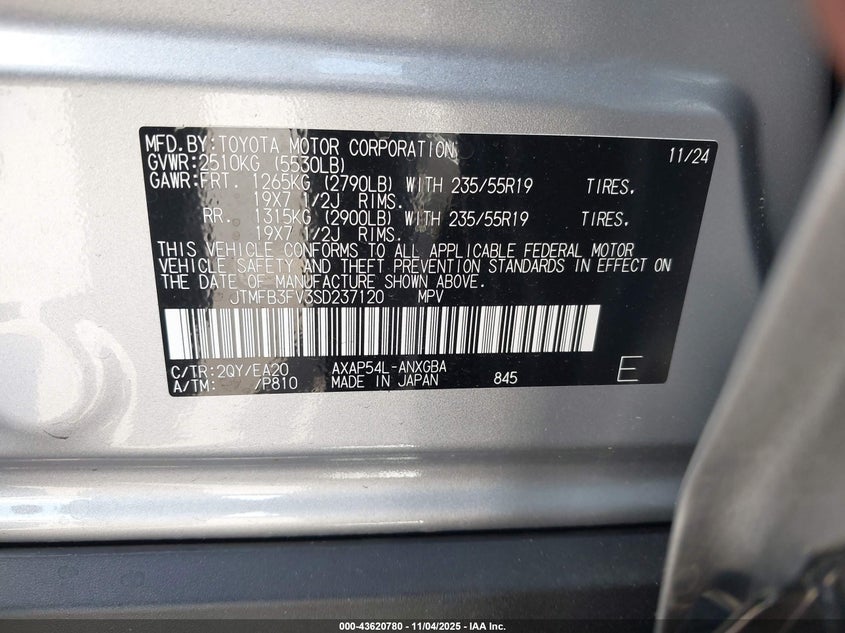 MFD.BY:TOYOTA MOTOR CORPORATION 11/24
GVWR:2510KG (5530LB)
GAWR:FRT. 1265KG (2790LB) WITH 235/55R19 TIRES.
19X7 1/2J RIMS.
RR. 1315KG (2900LB) WITH 235/55R19 TIRES.
19X7 1/2J RIMS.
THIS VEHICLE CONFORMS TO ALL APPLICABLE FEDERAL MOTOR
VEHICLE SAFETY AND THEFT PREVENTION STANDARDS IN EFFECT ON
THE DATE OF MANUFACTURE SHOWN ABOVE.
JTMFB3FV3SD237120 MPV
C/TR:2QY/EA20 AXAP54L-ANXGBA
A/TM: -/P810 MADE IN JAPAN 845 E
000-43620780 - 11/04/2025 - IAA Inc.